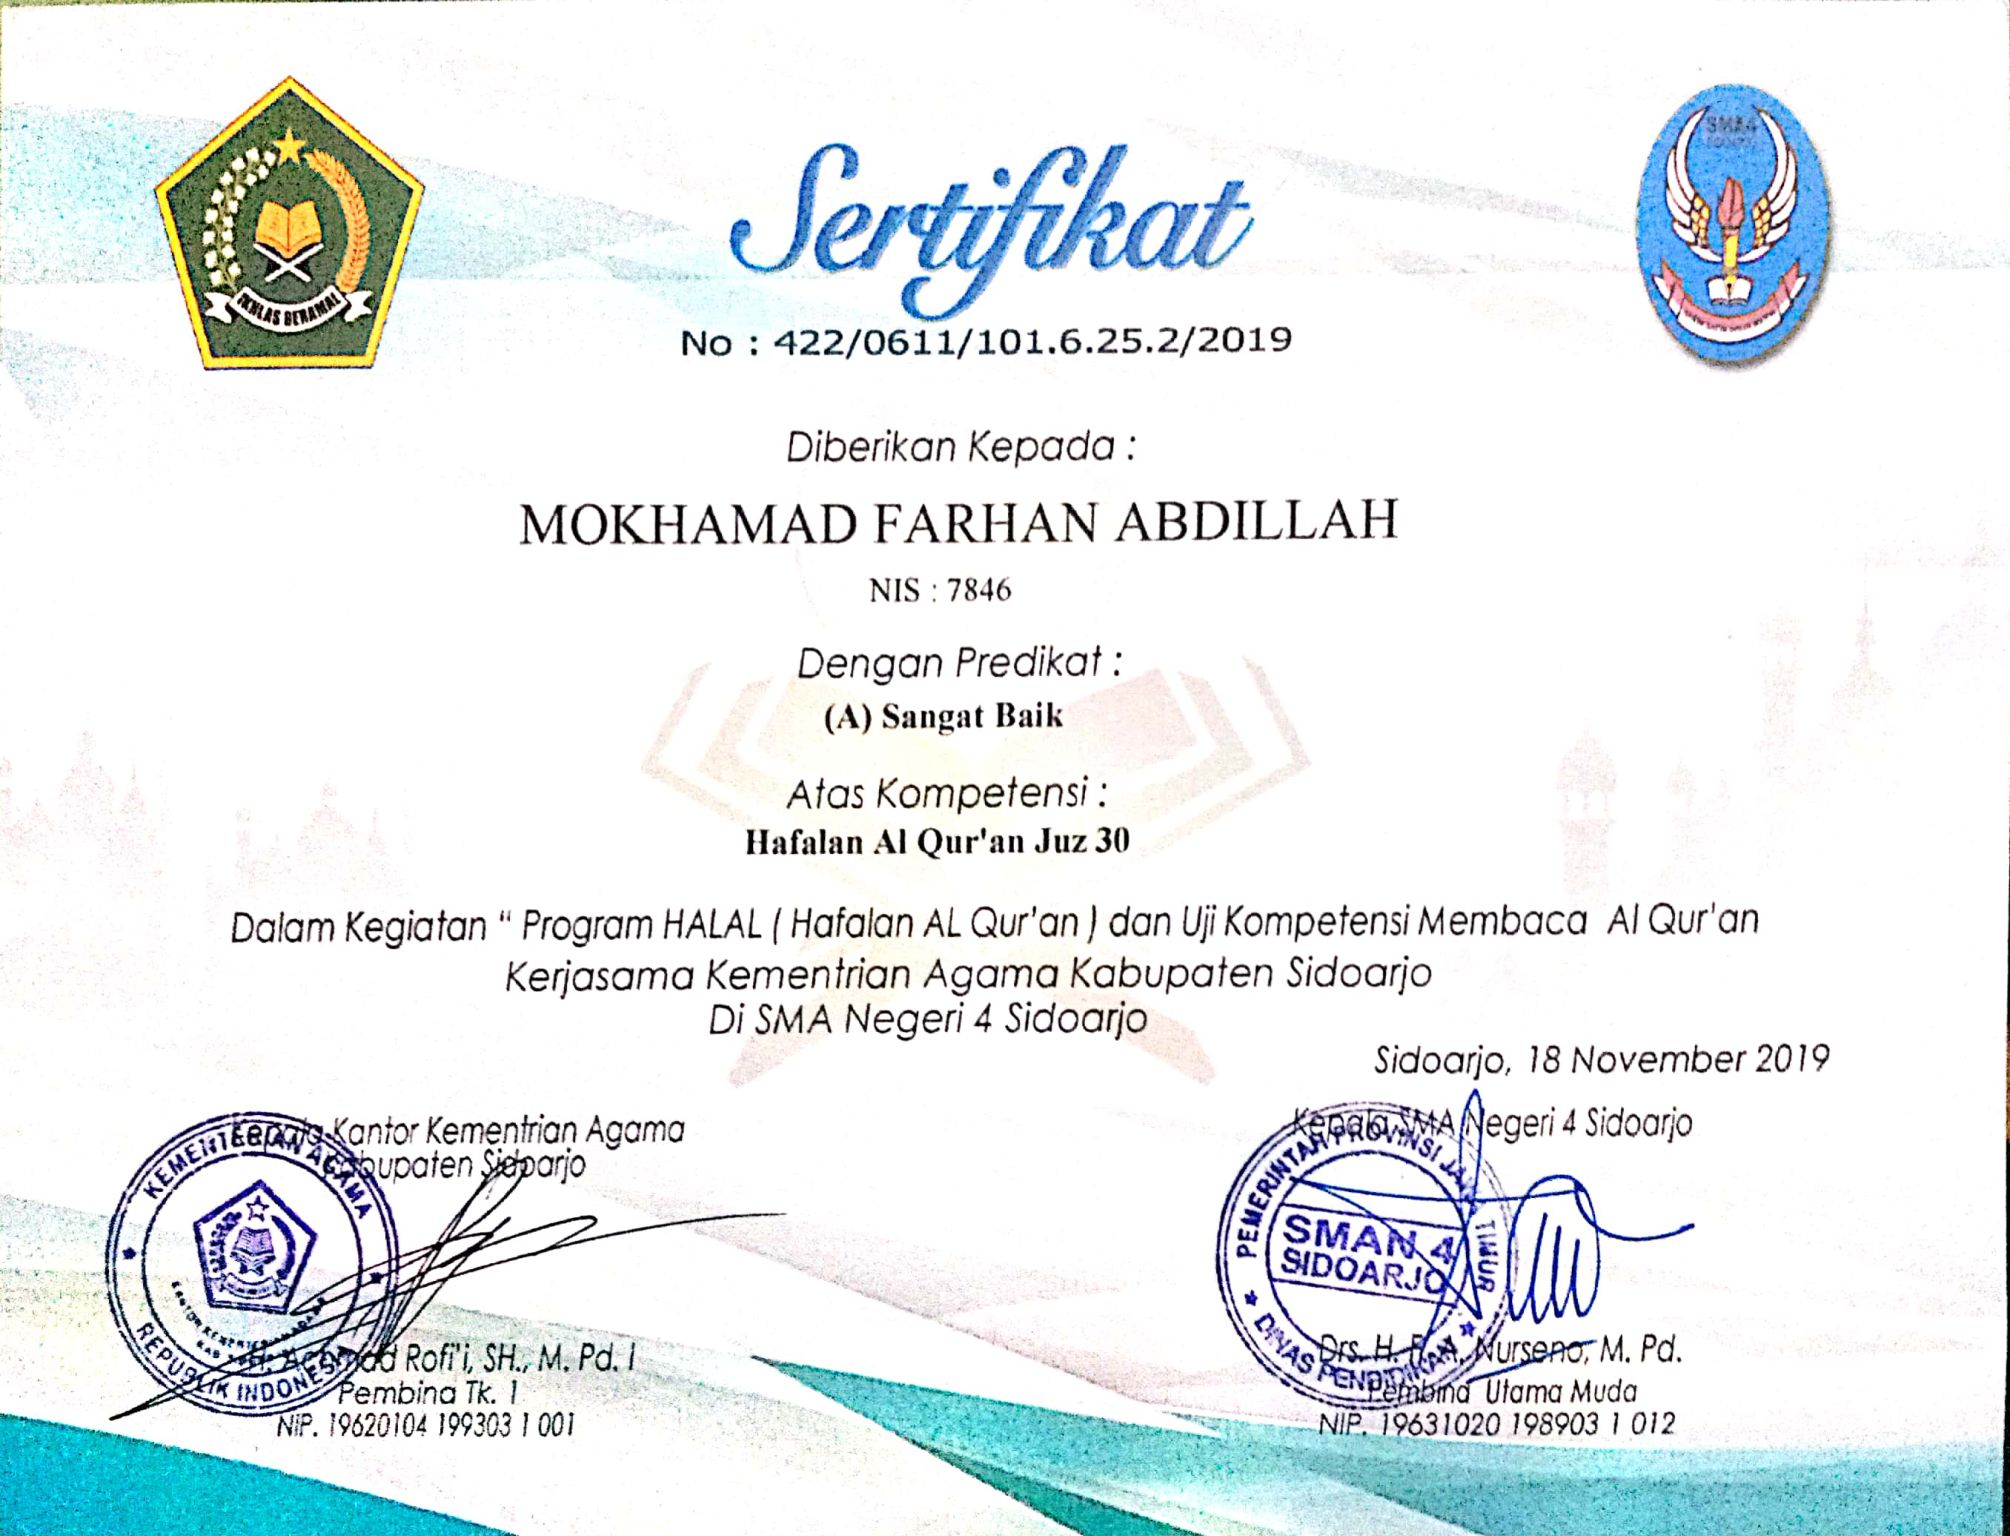 IKHLAS BERAMAL
SMAN 4
Sertifikat
No : 422/0611/101.6.25.2/2019
Diberikan Kepada :
MOKHAMAD FARHAN ABDILLAH
NIS : 7846
Dengan Predikat :
(A) Sangat Baik
Atas Kompetensi :
Hafalan Al Qur'an Juz 30
Dalam Kegiatan “ Program HALAL ( Hafalan AL Qur'an ) dan Uji Kompetensi Membaca Al Qur'an
Kerjasama Kementrian Agama Kabupaten Sidoarjo
Di SMA Negeri 4 Sidoarjo
Sidoarjo, 18 November 2019
Kepala Kantor Kementrian Agama
Kabupaten Sidoarjo
KEMENTERIAN AGAMA
REPUBLIK INDONESIA
H. Rofi'i, SH., M. Pd. I
Pembina Tk. 1
NIP. 19620104 199303 1 001
Kepala SMA Negeri 4 Sidoarjo
PEMERINTAH PROVINSI JAWA TIMUR
SMAN 4
SIDOARJO
DINAS PENDIDIKAN
Drs. H. Nurseno, M. Pd.
Pembina Utama Muda
NIP. 19631020 198903 1 012